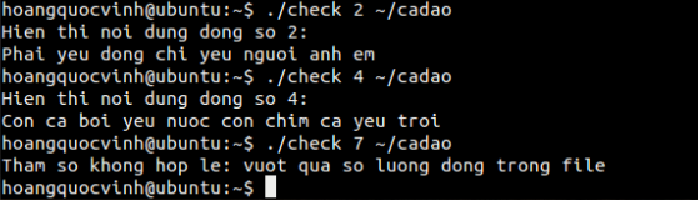 hoangquocvinh@ubuntu:~$ ./check 2 ~/cadao
Hien thi noi dung dong so 2:
Phai yeu dong chi yeu nguoi anh em
hoangquocvinh@ubuntu:~$ ./check 4 ~/cadao
Hien thi noi dung dong so 4:
Con ca boi yeu nuoc con chim ca yeu troi
hoangquocvinh@ubuntu:~$ ./check 7 ~/cadao
Tham so khong hop le: vuot qua so luong dong trong file
hoangquocvinh@ubuntu:~$